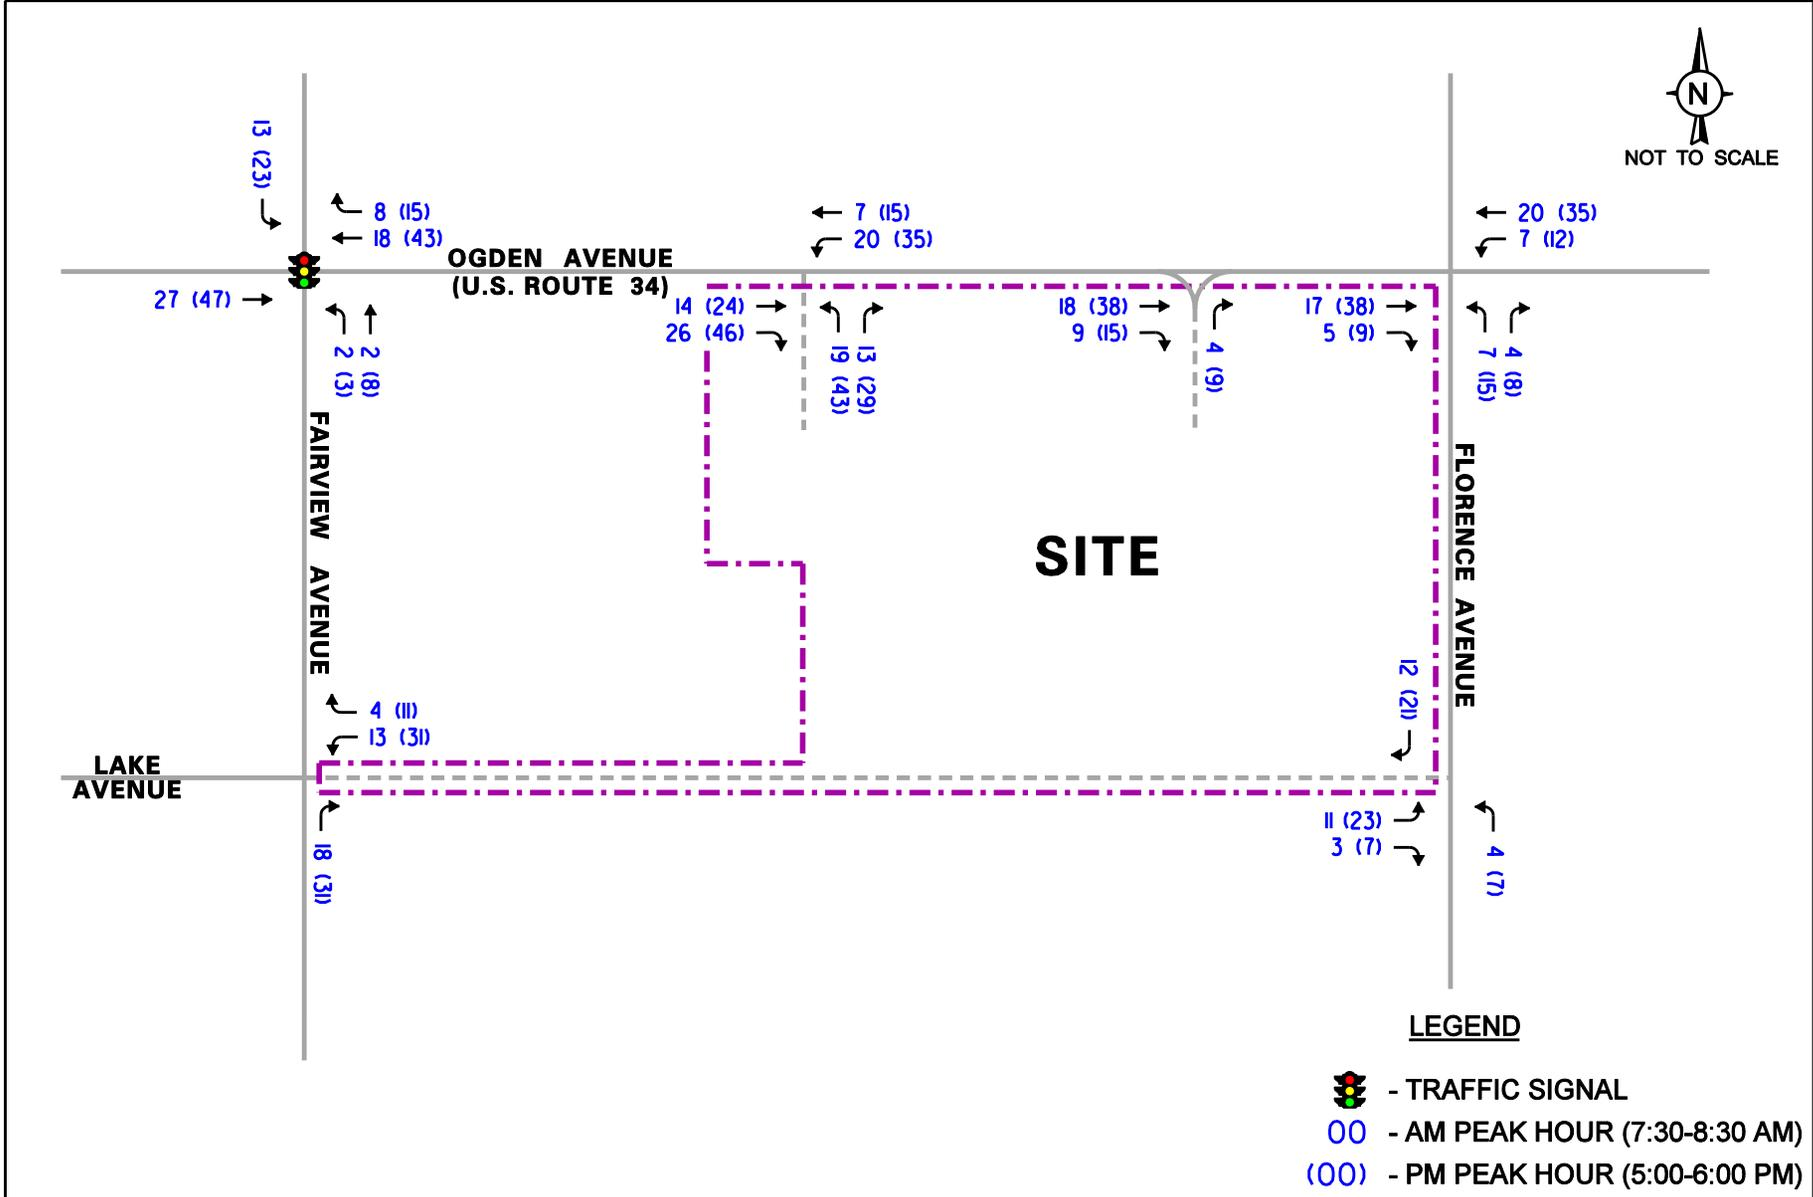 N
NOT TO SCALE
13 (23)
8 (15)
18 (43)
7 (15)
20 (35)
20 (35)
7 (12)
OGDEN AVENUE
(U.S. ROUTE 34)
27 (47)
2 (3)
2 (8)
14 (24)
26 (46)
19 (43)
13 (29)
18 (38)
9 (15)
4 (9)
17 (38)
5 (9)
7 (15)
4 (8)
FAIRVIEW AVENUE
SITE
FLORENCE AVENUE
4 (11)
13 (31)
12 (21)
LAKE
AVENUE
18 (31)
11 (23)
3 (7)
4 (7)
LEGEND
- TRAFFIC SIGNAL
00 - AM PEAK HOUR (7:30-8:30 AM)
(00) - PM PEAK HOUR (5:00-6:00 PM)